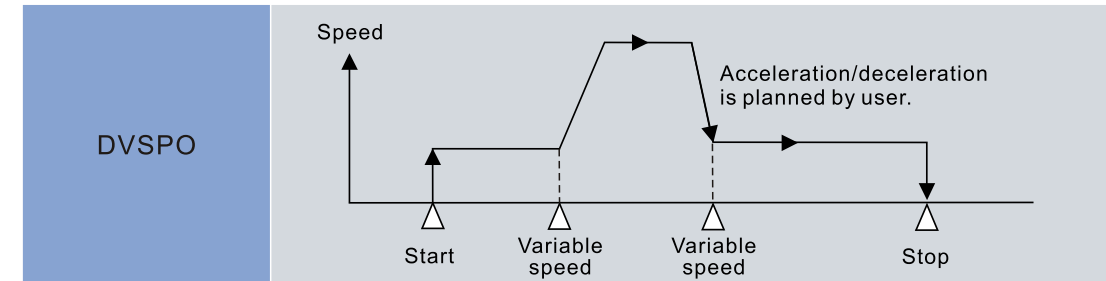 DVSPO
Speed
Acceleration/deceleration
is planned by user.
Start
Variable
speed
Variable
speed
Stop